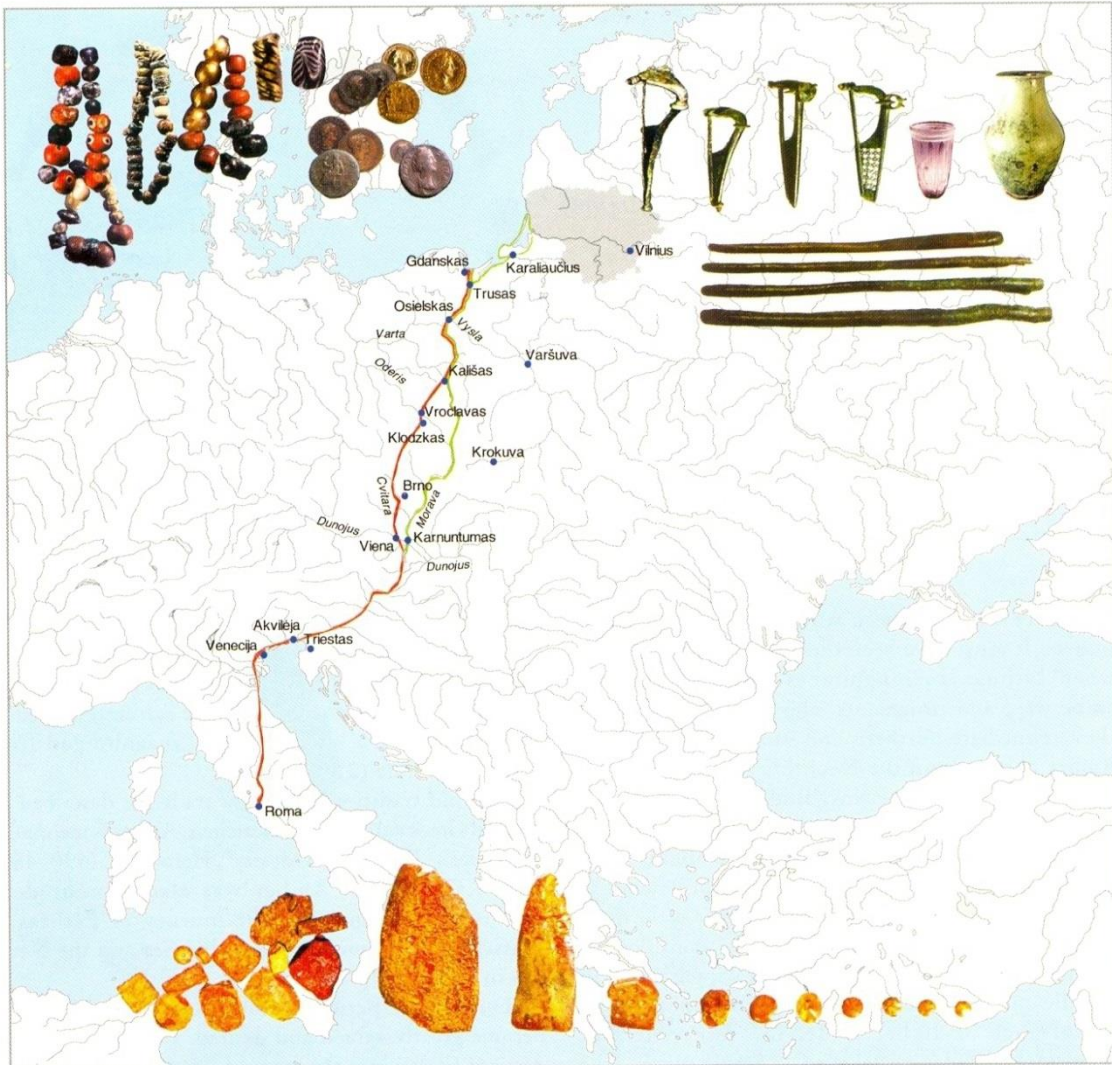 Vilnius
Gdanskas
Karaliaučius
Trusas
Osielskas
Varta
Vysla
Varšuva
Oderis
Kališas
Vroclavas
Klodzkas
Krokuva
Brno
Cvitara
Morava
Dunojus
Viena
Karnuntumas
Dunojus
Akvilėja
Triestas
Venecija
Roma